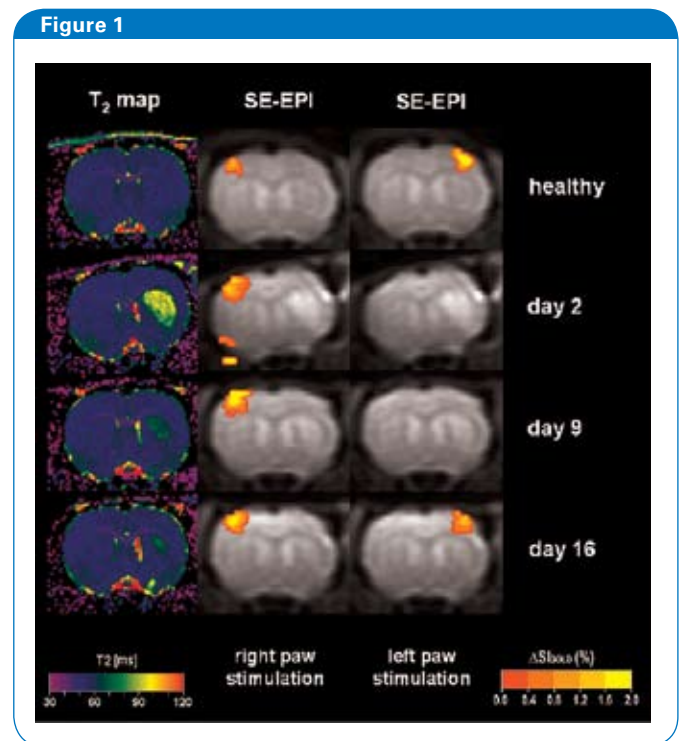 Figure 1
T2 map SE-EPI SE-EPI
healthy
day 2
day 9
day 16
T2 [ms] right paw stimulation left paw stimulation ΔSIBOLD (%)
30 60 90 120 0.0 0.4 0.8 1.2 1.6 2.0